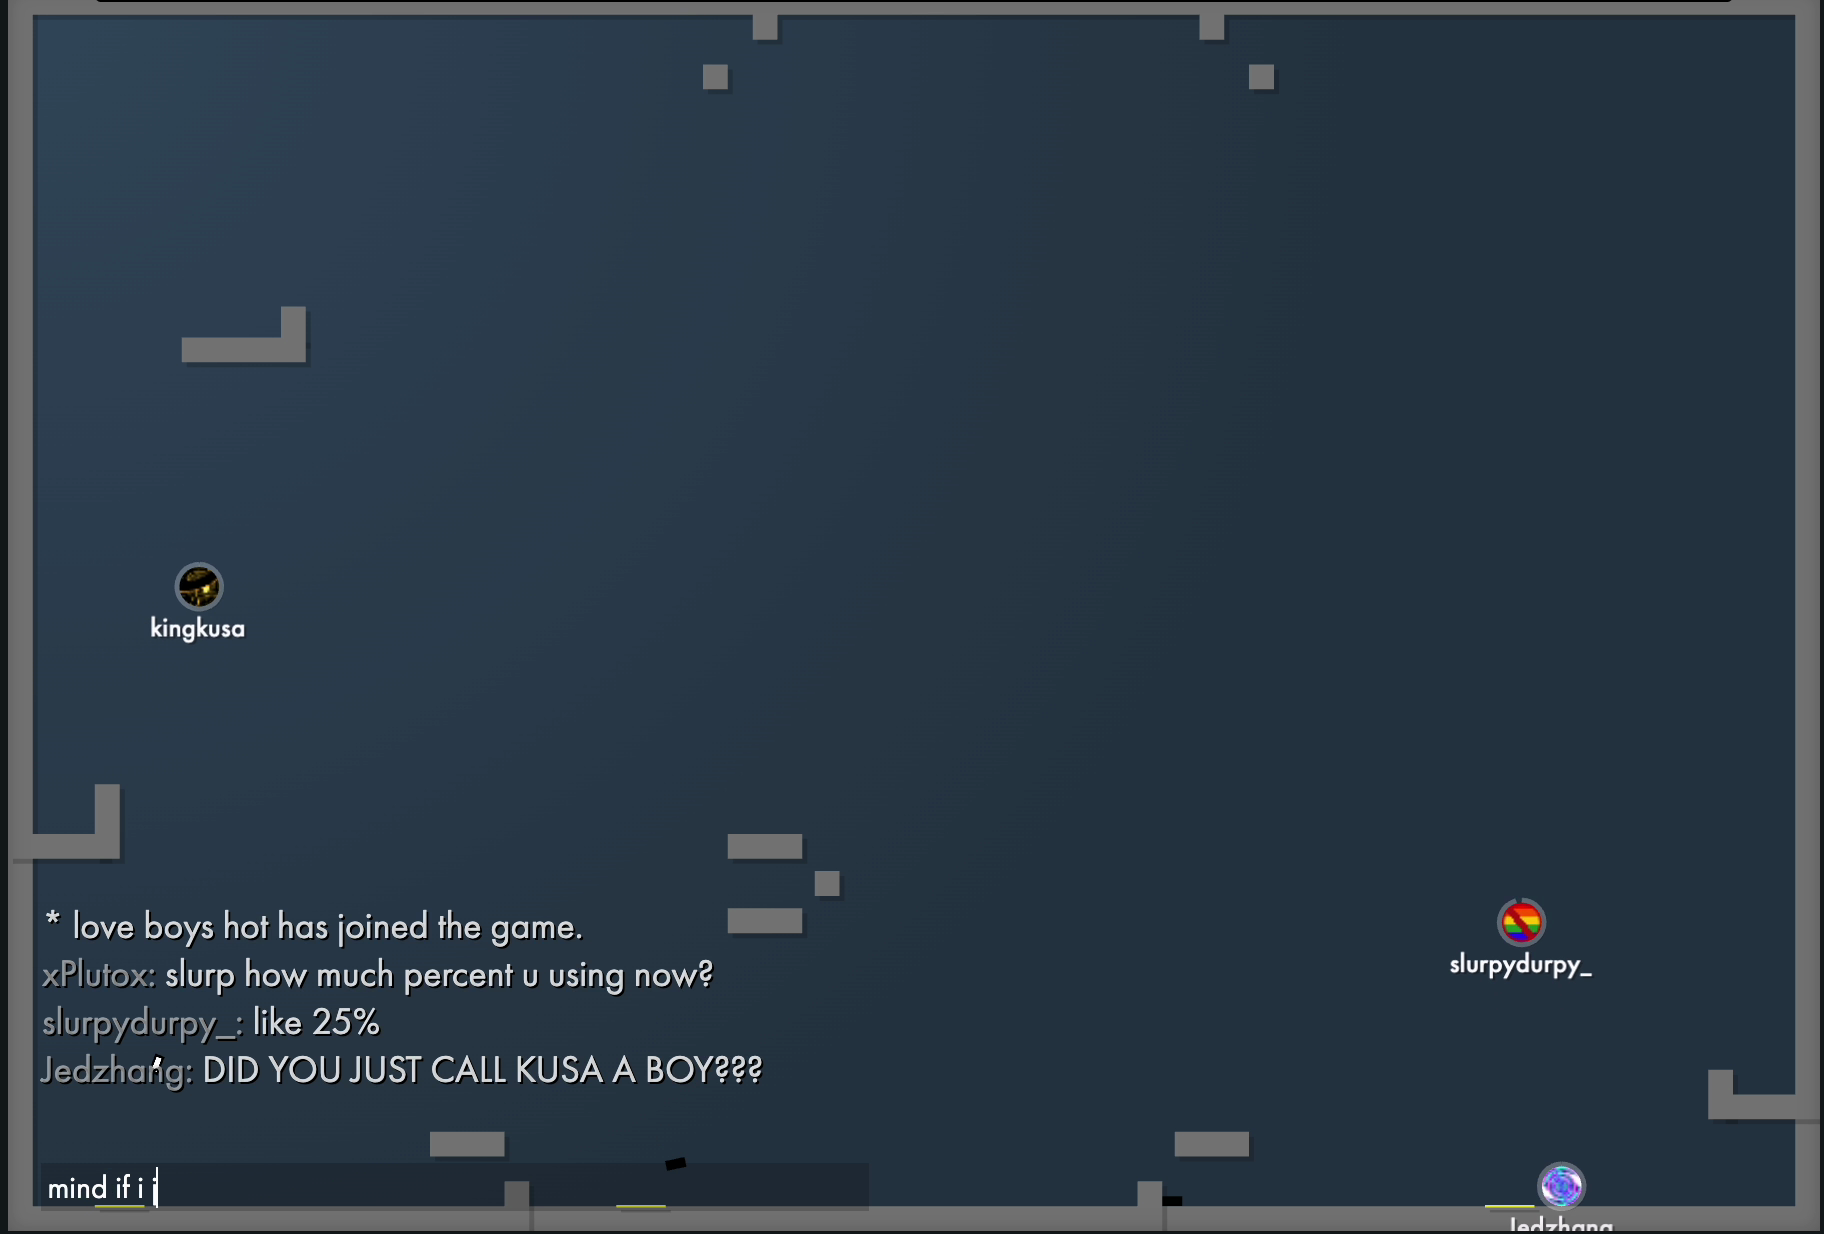 kingkusa
slurpydurpy_
* love boys hot has joined the game.
xPlutox: slurp how much percent u using now?
slurpydurpy_: like 25%
Jedzhang: DID YOU JUST CALL KUSA A BOY???
mind if i j
Jedzhang